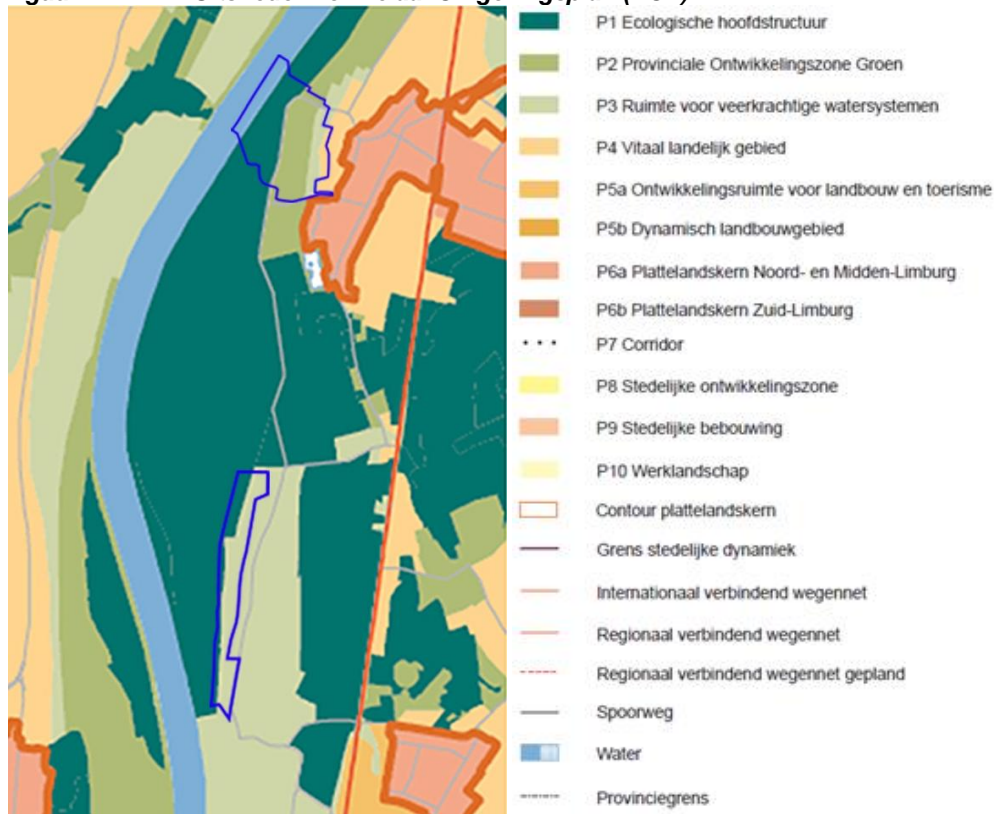 P1 Ecologische hoofdstructuur
P2 Provinciale Ontwikkelingszone Groen
P3 Ruimte voor veerkrachtige watersystemen
P4 Vitaal landelijk gebied
P5a Ontwikkelingsruimte voor landbouw en toerisme
P5b Dynamisch landbouwgebied
P6a Plattelandskern Noord- en Midden-Limburg
P6b Plattelandskern Zuid-Limburg
P7 Corridor
P8 Stedelijke ontwikkelingszone
P9 Stedelijke bebouwing
P10 Werklandschap
Contour plattelandskern
Grens stedelijke dynamiek
Internationaal verbindend wegennet
Regionaal verbindend wegennet
Regionaal verbindend wegennet gepland
Spoorweg
Water
Provinciegrens